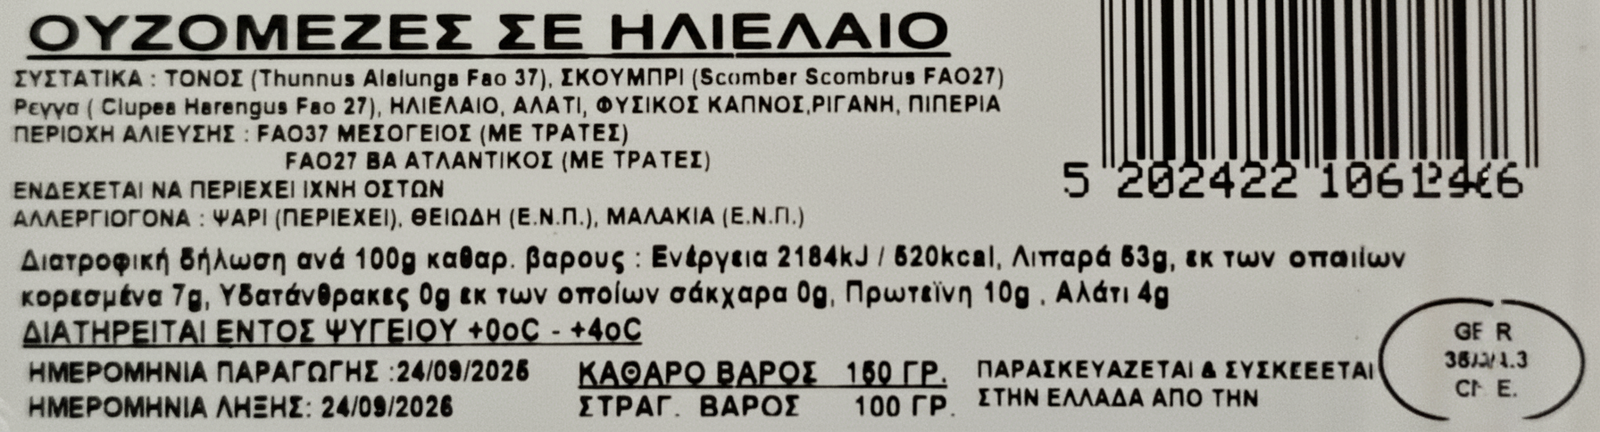 ΟΥΖΟΜΕΖΕΣ ΣΕ ΗΛΙΕΛΑΙΟ
ΣΥΣΤΑΤΙΚΑ : ΤΟΝΟΣ (Thunnus Alalunga Fao 37), ΣΚΟΥΜΠΡΙ (Scomber Scombrus FAO27)
Ρεγγα ( Clupea Harengus Fao 27), ΗΛΙΕΛΑΙΟ, ΑΛΑΤΙ, ΦΥΣΙΚΟΣ ΚΑΠΝΟΣ,ΡΙΓΑΝΗ, ΠΙΠΕΡΙΑ
ΠΕΡΙΟΧΗ ΑΛΙΕΥΣΗΣ : FAO37 ΜΕΣΟΓΕΙΟΣ (ΜΕ ΤΡΑΤΕΣ)
FAO27 ΒΑ ΑΤΛΑΝΤΙΚΟΣ (ΜΕ ΤΡΑΤΕΣ)
ΕΝΔΕΧΕΤΑΙ ΝΑ ΠΕΡΙΕΧΕΙ ΙΧΝΗ ΟΣΤΩΝ
ΑΛΛΕΡΓΙΟΓΟΝΑ : ΨΑΡΙ (ΠΕΡΙΕΧΕΙ), ΘΕΙΩΔΗ (Ε.Ν.Π.), ΜΑΛΑΚΙΑ (Ε.Ν.Π.)
5 202422
Διατροφική δήλωση ανά 100g καθαρ. βαρους : Ενέργεια 2184kJ / 520kcal, Λιπαρά 53g, εκ των
κορεσμένα 7g, Υδατάνθρακες 0g εκ των οποίων σάκχαρα 0g, Πρωτεϊνη 10g , Αλάτι 4g
ΔΙΑΤΗΡΕΙΤΑΙ ΕΝΤΟΣ ΨΥΓΕΙΟΥ +0oC - +4oC
ΗΜΕΡΟΜΗΝΙΑ ΠΑΡΑΓΩΓΗΣ :24/09/2025
ΗΜΕΡΟΜΗΝΙΑ ΛΗΞΗΣ: 24/09/2026
ΚΑΘΑΡΟ ΒΑΡΟΣ 150 ΓΡ.
ΣΤΡΑΓ. ΒΑΡΟΣ 100 ΓΡ.
ΠΑΡΑΣΚΕΥΑΖΕΤΑΙ &
ΣΤΗΝ ΕΛΛΑΔΑ ΑΠΟ ΤΗΝ